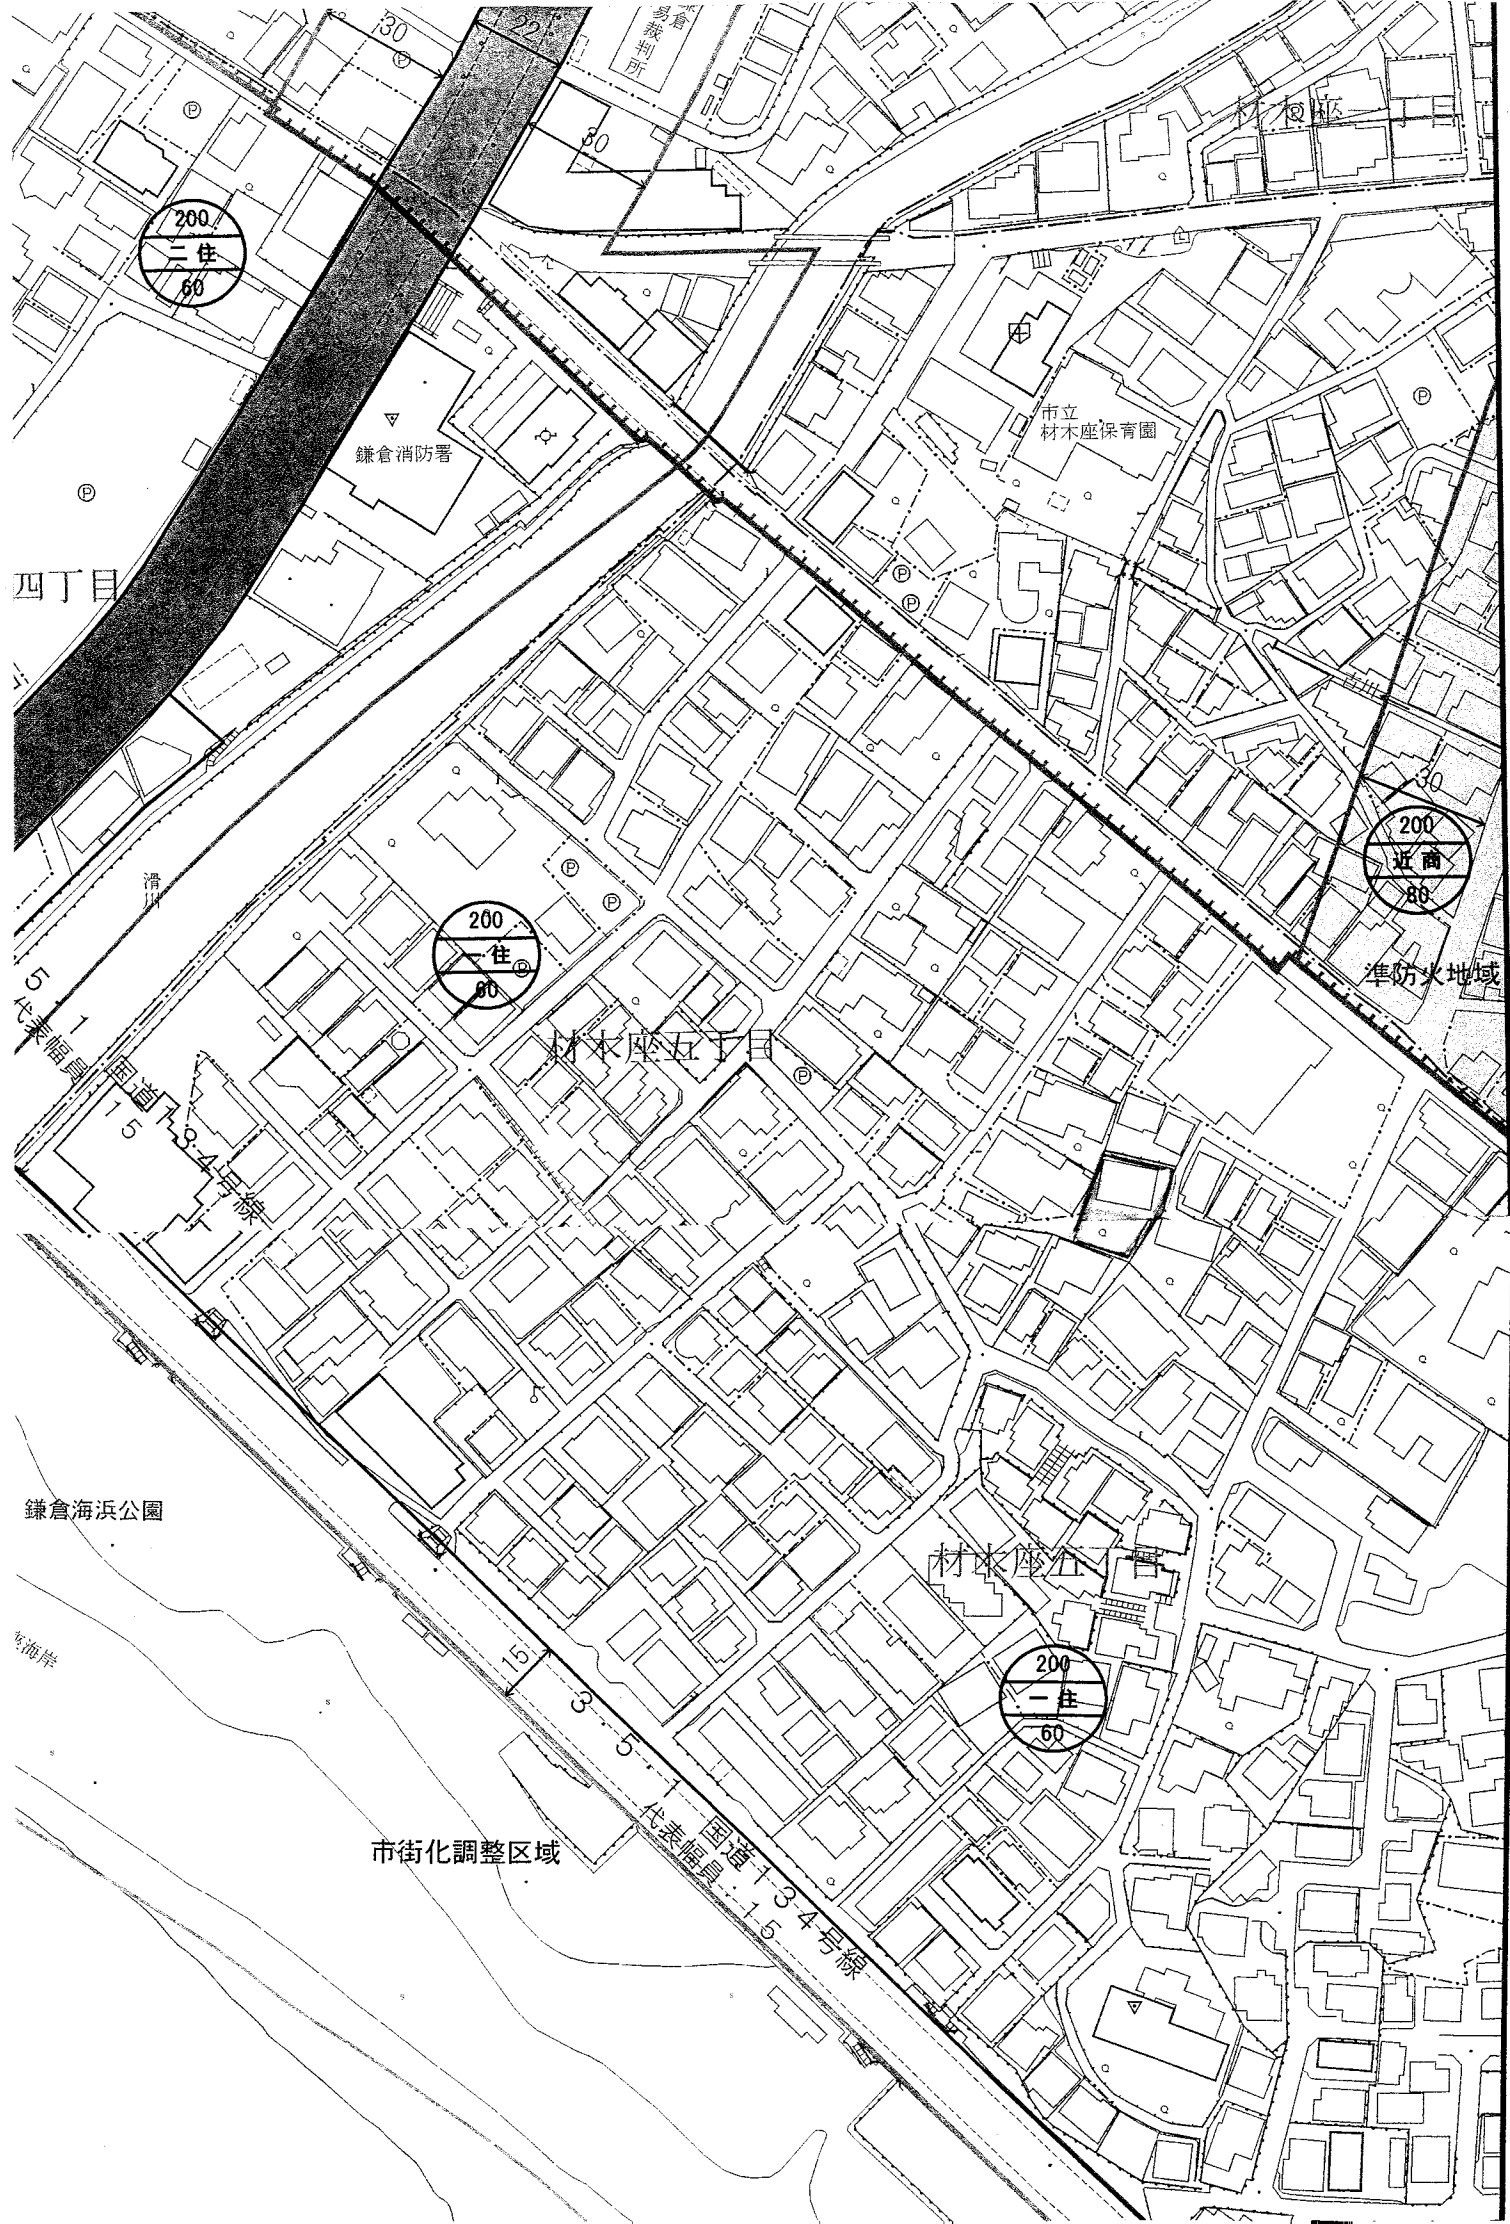 30
22
易裁判所
30
材木座一丁目
200
二住
60
市立
材木座保育園
鎌倉消防署
四丁目
30
200
近商
80
準防火地域
滑川
200
一住
60
材木座五丁目
5・1 国道134号線
代表幅員 15
鎌倉海浜公園
材木座五丁目
海岸
15
200
一住
60
3・5・1 国道134号線
代表幅員 15
市街化調整区域